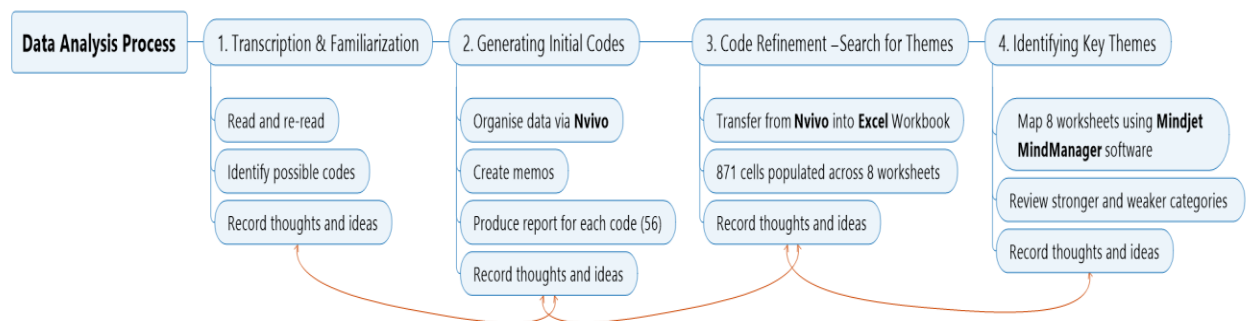 Data Analysis Process
1. Transcription & Familiarization
Read and re-read
Identify possible codes
Record thoughts and ideas
2. Generating Initial Codes
Organise data via Nvivo
Create memos
Produce report for each code (56)
Record thoughts and ideas
3. Code Refinement –Search for Themes
Transfer from Nvivo into Excel Workbook
871 cells populated across 8 worksheets
Record thoughts and ideas
4. Identifying Key Themes
Map 8 worksheets using Mindjet
MindManager software
Review stronger and weaker categories
Record thoughts and ideas